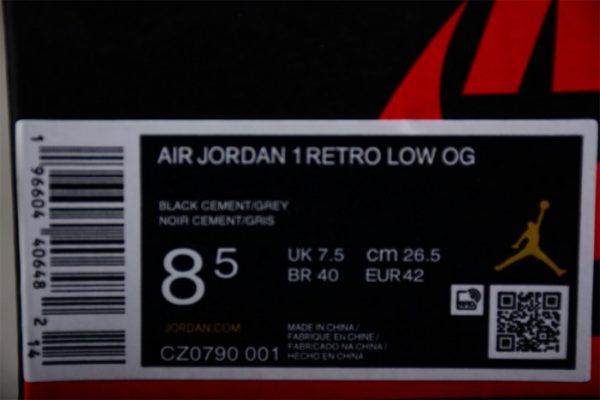 AIR JORDAN 1 RETRO LOW OG
BLACK CEMENT/GREY
NOIR CEMENT/GRIS
8 5
UK 7.5 cm 26.5
BR 40 EUR 42
JORDAN.COM
CZ0790 001
MADE IN CHINA /
FABRIQUE EN CHINE /
FABRICADO NA CHINA /
HECHO EN CHINA
1 96604 40648 2 14